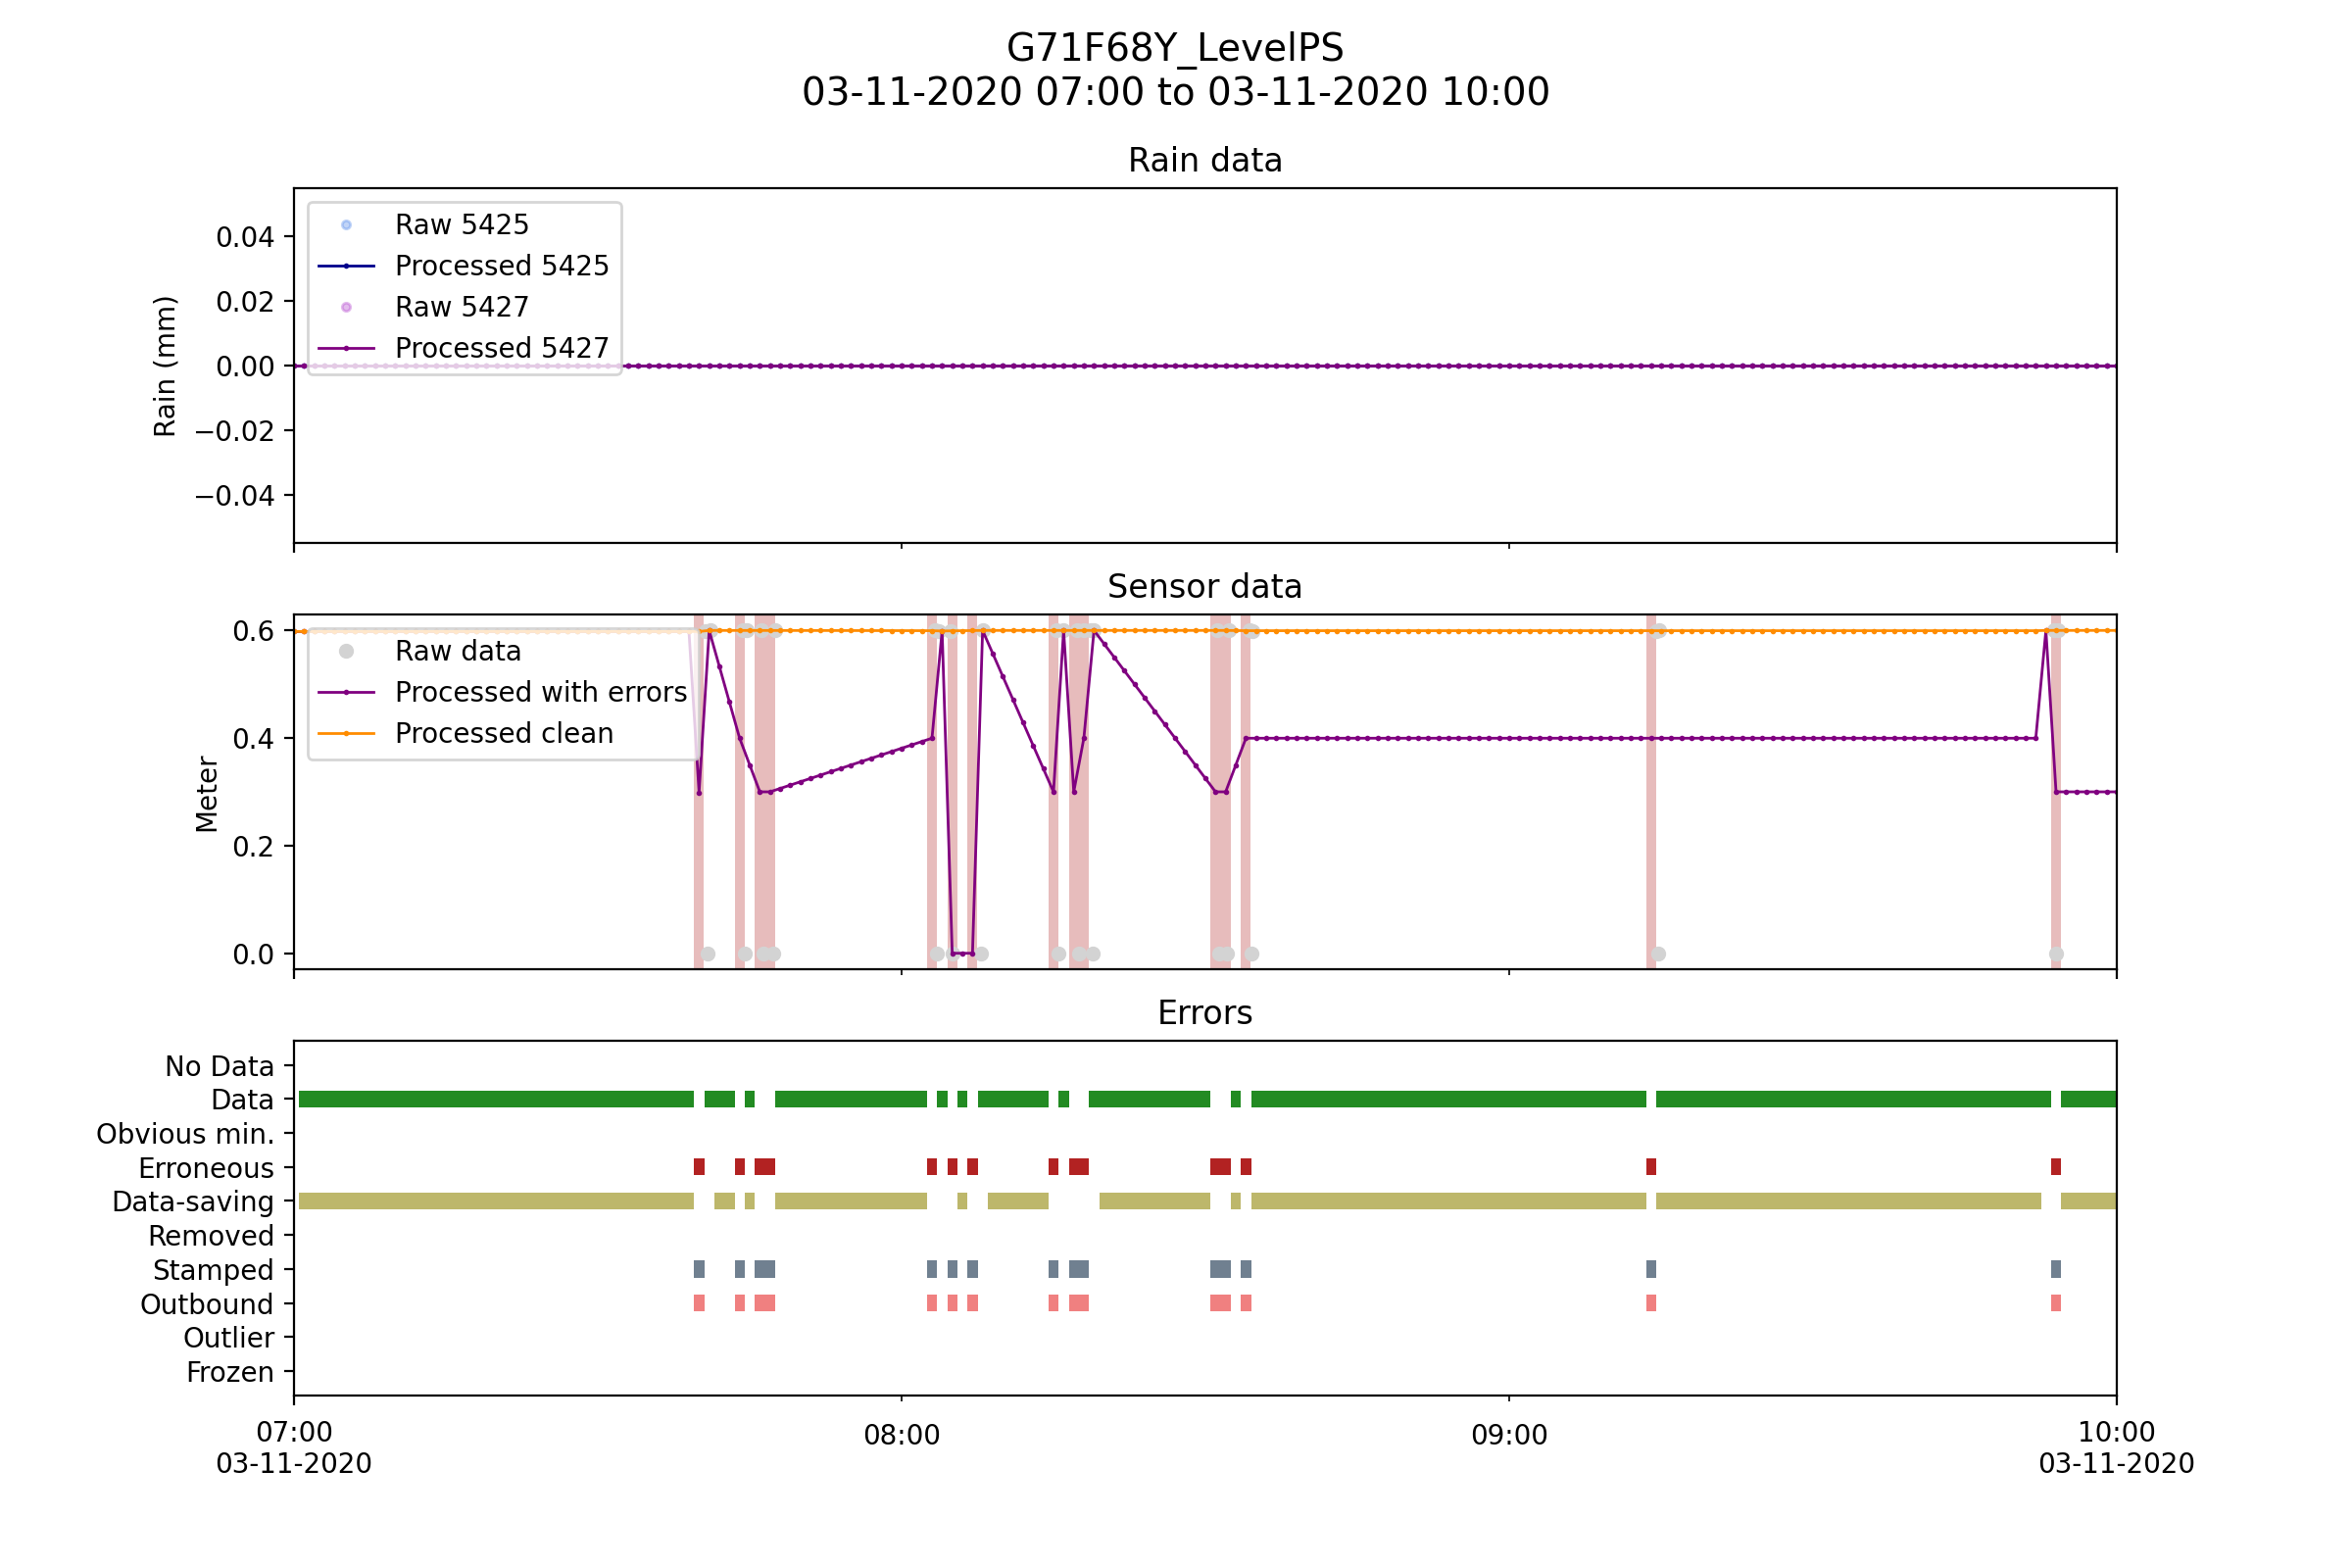 G71F68Y_LevelPS
03-11-2020 07:00 to 03-11-2020 10:00
Rain data
Rain (mm)
0.04
0.02
0.00
−0.02
−0.04
Raw 5425
Processed 5425
Raw 5427
Processed 5427
Sensor data
Meter
0.6
0.4
0.2
0.0
Raw data
Processed with errors
Processed clean
Errors
No Data
Data
Obvious min.
Erroneous
Data-saving
Removed
Stamped
Outbound
Outlier
Frozen
07:00
03-11-2020
08:00
09:00
10:00
03-11-2020